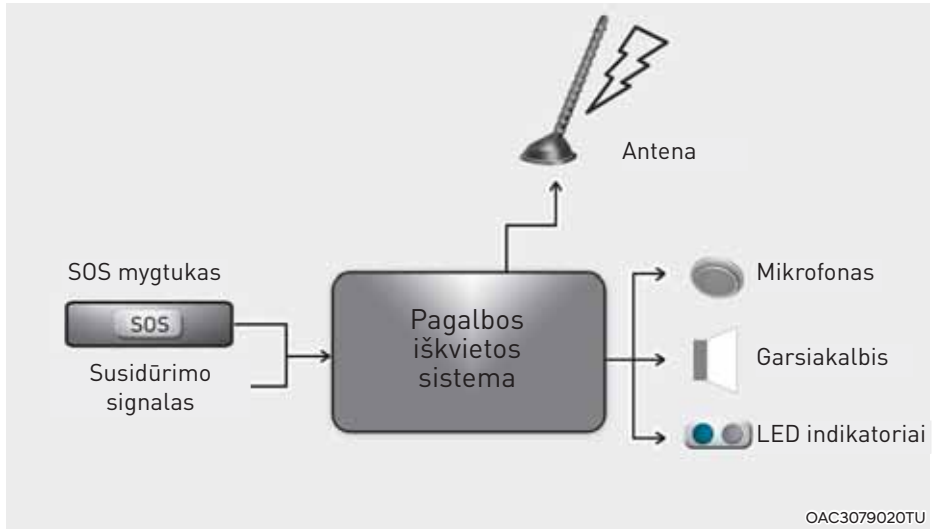 Antena
SOS mygtukas
SOS
Susidūrimo
signalas
Pagalbos
iškvietos
sistema
Mikrofonas
Garsiakalbis
LED indikatoriai
OAC3079020TU